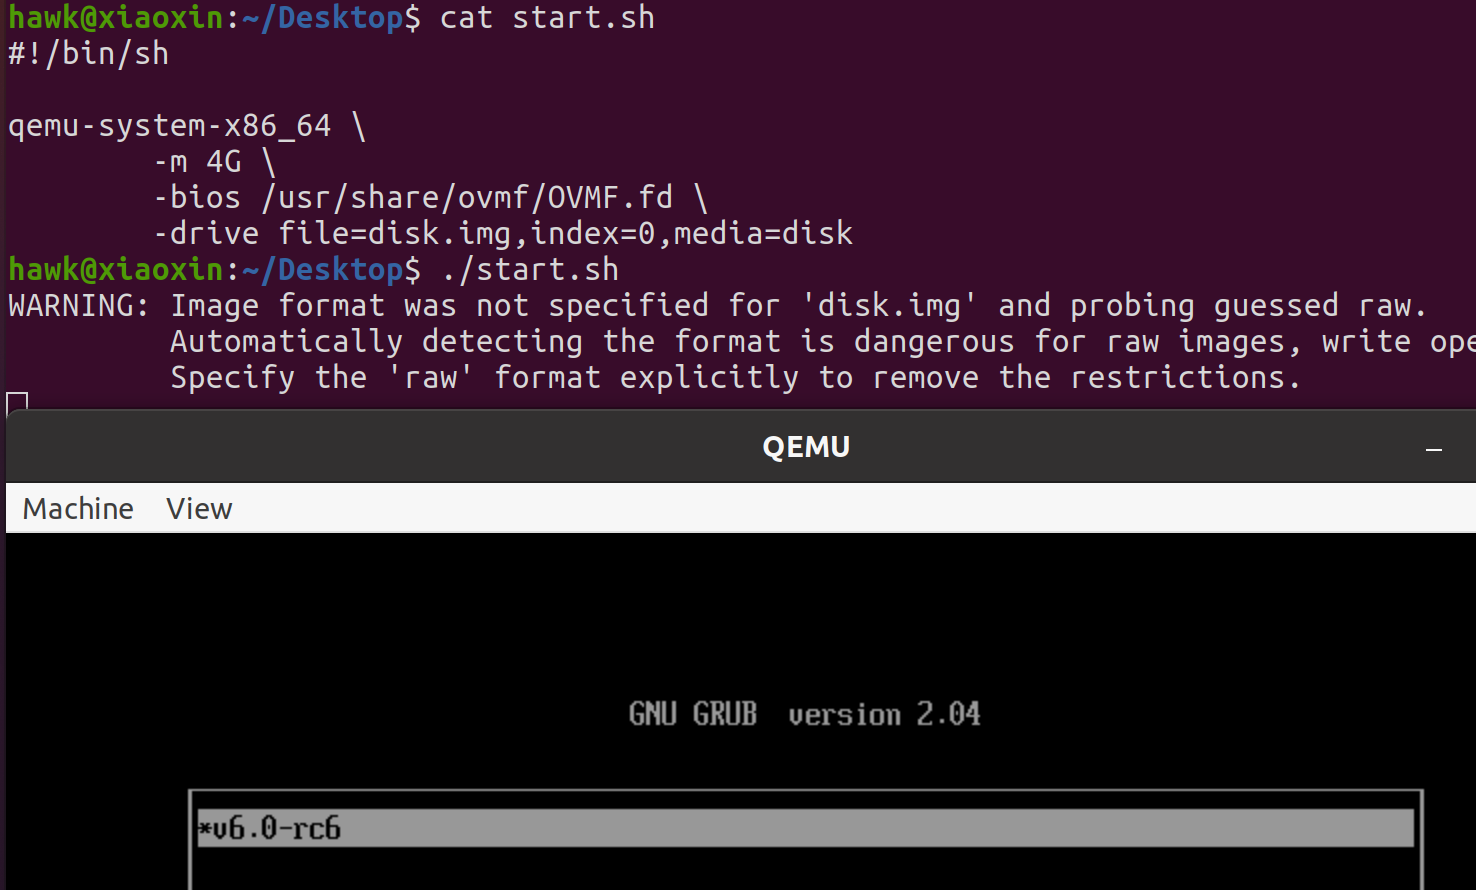 hawk@xiaoxin:~/Desktop$ cat start.sh
#!/bin/sh
qemu-system-x86_64 \
-m 4G \
-bios /usr/share/ovmf/OVMF.fd \
-drive file=disk.img,index=0,media=disk
hawk@xiaoxin:~/Desktop$ ./start.sh
WARNING: Image format was not specified for 'disk.img' and probing guessed raw.
Automatically detecting the format is dangerous for raw images, write ope
Specify the 'raw' format explicitly to remove the restrictions.
QEMU
Machine View
GNU GRUB version 2.04
*v6.0-rc6